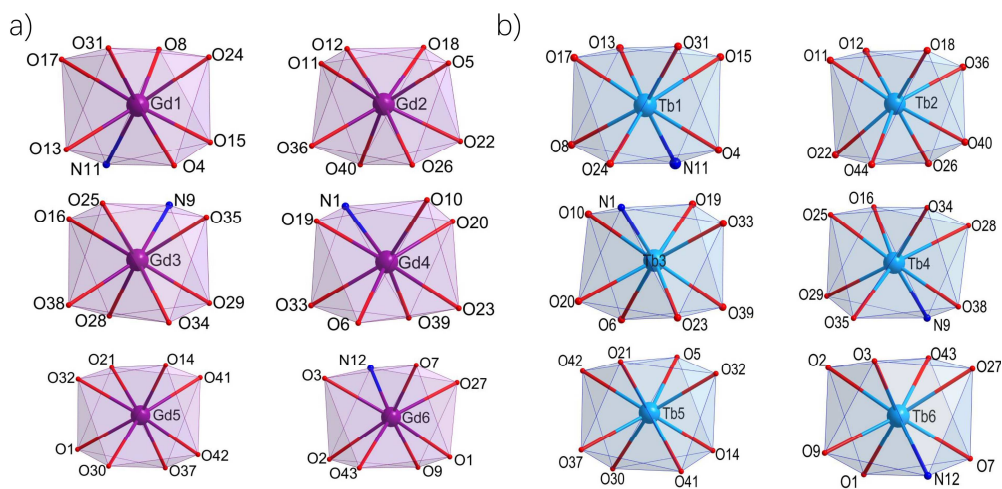 a)
O31 O8
O17 O24
Gd1
O13 O15
N11 O4
O12 O18
O11 O5
Gd2
O36 O22
O40 O26
O25 N9
O16 O35
Gd3
O38 O29
O28 O34
N1 O10
O19 O20
Gd4
O33 O23
O6 O39
O21 O14
O32 O41
Gd5
O1 O42
O30 O37
N12 O7
O3 O27
Gd6
O2 O1
O43 O9
b)
O13 O31
O17 O15
Tb1
O8 O4
O24 N11
O12 O18
O11 O36
Tb2
O22 O40
O44 O26
N1 O19
O10 O33
Tb3
O20 O39
O6 O23
O16 O34
O25 O28
Tb4
O29 O38
O35 N9
O21 O5
O42 O32
Tb5
O37 O14
O30 O41
O3 O43
O2 O27
Tb6
O9 O7
O1 N12